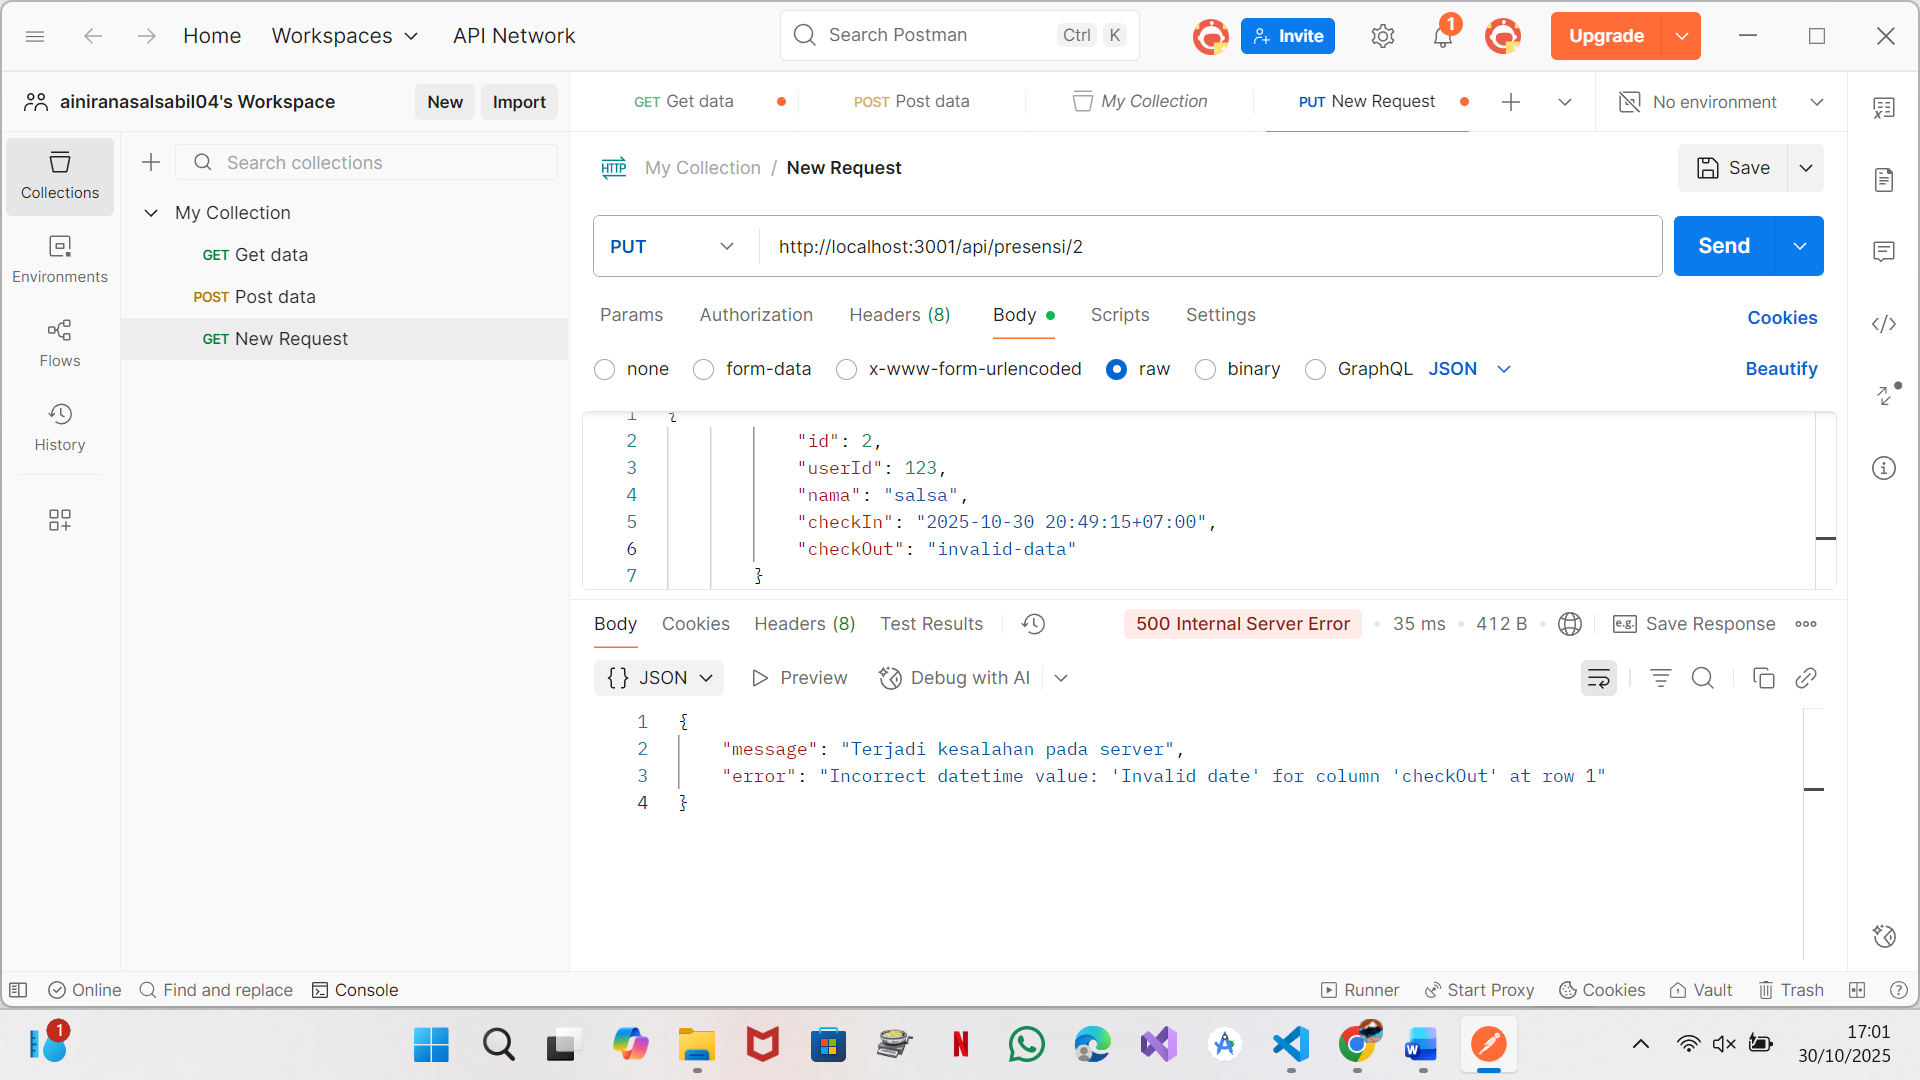 Home
Workspaces
API Network
Search Postman
Ctrl K
Invite
1
Upgrade
ainiranasalsabil04's Workspace
New
Import
GET Get data
POST Post data
My Collection
PUT New Request
No environment
Collections
Environments
Flows
History
Search collections
My Collection
GET Get data
POST Post data
GET New Request
HTTP
My Collection / New Request
Save
PUT
http://localhost:3001/api/presensi/2
Send
Params
Authorization
Headers (8)
Body
Scripts
Settings
Cookies
none
form-data
x-www-form-urlencoded
raw
binary
GraphQL
JSON
Beautify
1 {
2 "id": 2,
3 "userId": 123,
4 "nama": "salsa",
5 "checkIn": "2025-10-30 20:49:15+07:00",
6 "checkOut": "invalid-data"
7 }
Body
Cookies
Headers (8)
Test Results
500 Internal Server Error
35 ms
412 B
e.g. Save Response
{} JSON
Preview
Debug with AI
1 {
2 "message": "Terjadi kesalahan pada server",
3 "error": "Incorrect datetime value: 'Invalid date' for column 'checkOut' at row 1"
4 }
Online
Find and replace
Console
Runner
Start Proxy
Cookies
Vault
Trash
1
N
W
17:01
30/10/2025